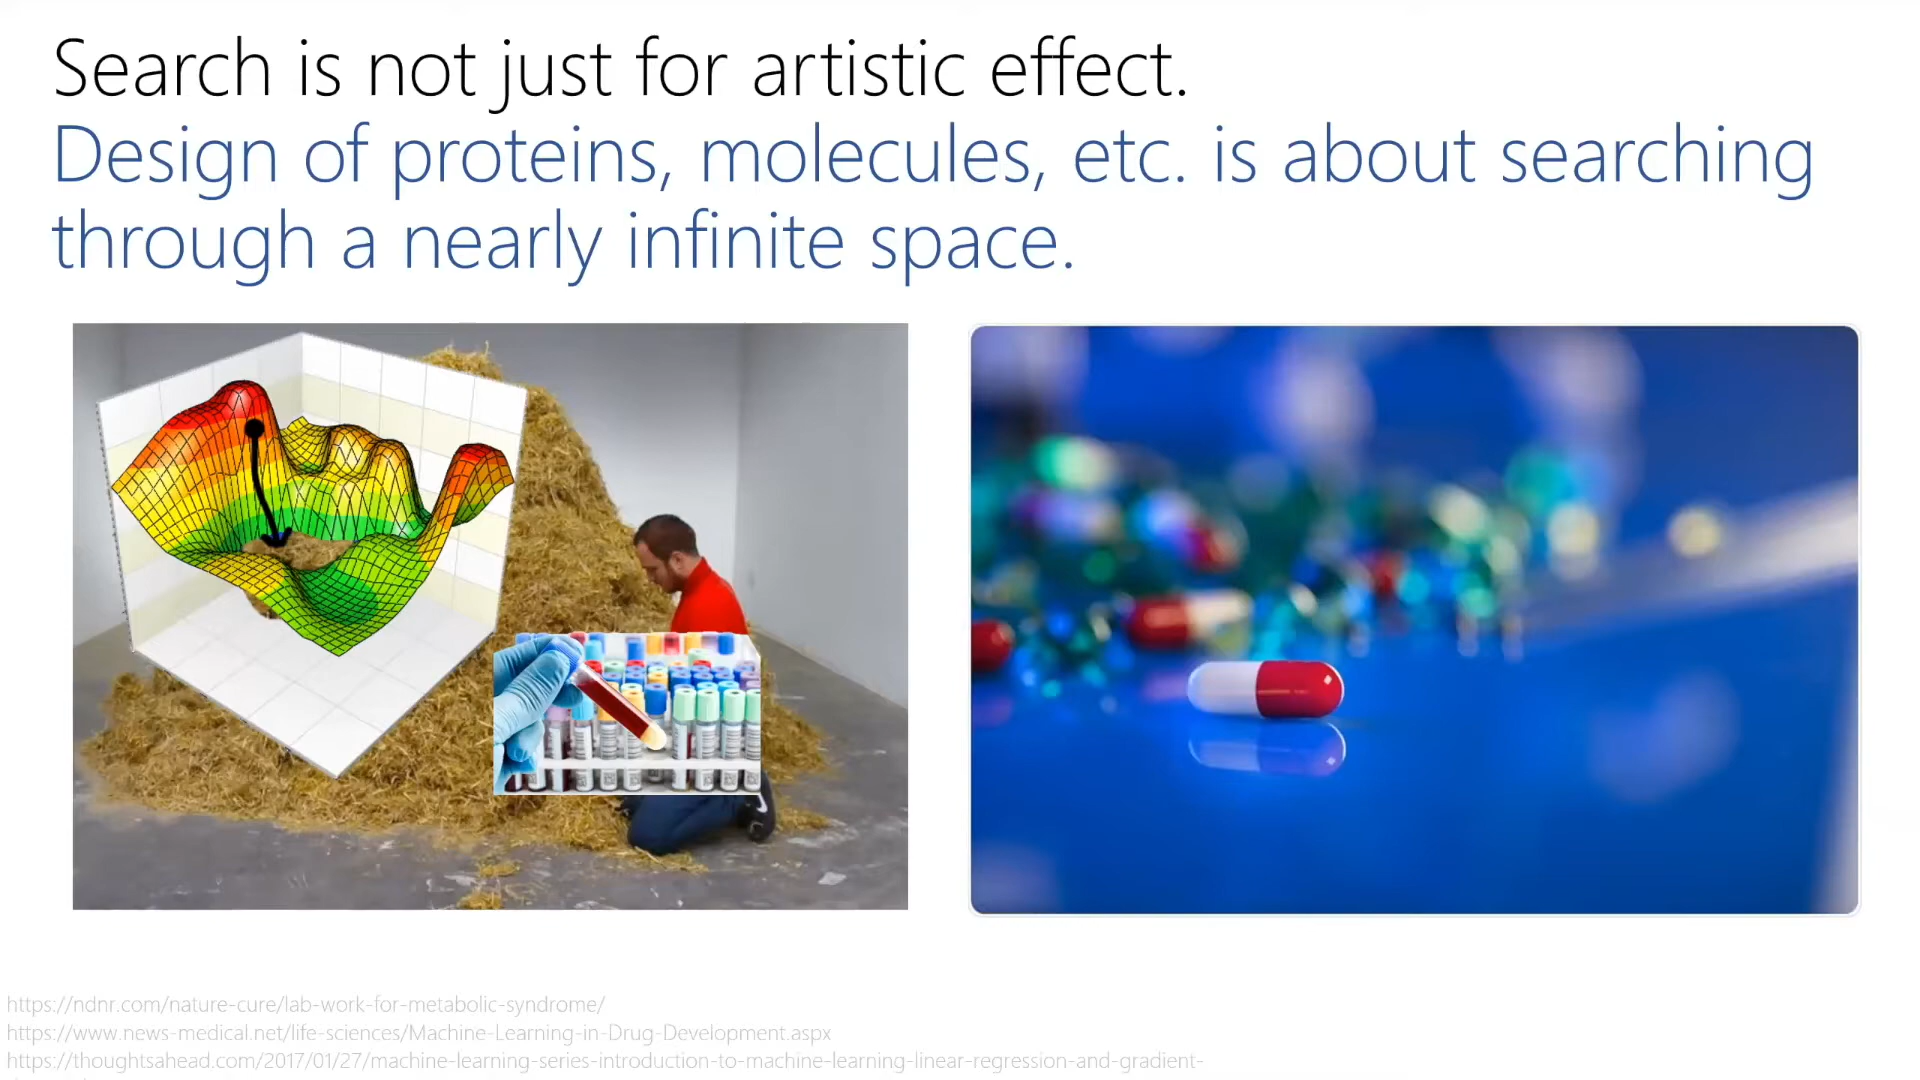 Search is not just for artistic effect.
Design of proteins, molecules, etc. is about searching
through a nearly infinite space.
https://ndnr.com/nature-cure/lab-work-for-metabolic-syndrome/
https://www.news-medical.net/life-sciences/Machine-Learning-in-Drug-Development.aspx
https://thoughtsahead.com/2017/01/27/machine-learning-series-introduction-to-machine-learning-linear-regression-and-gradient-